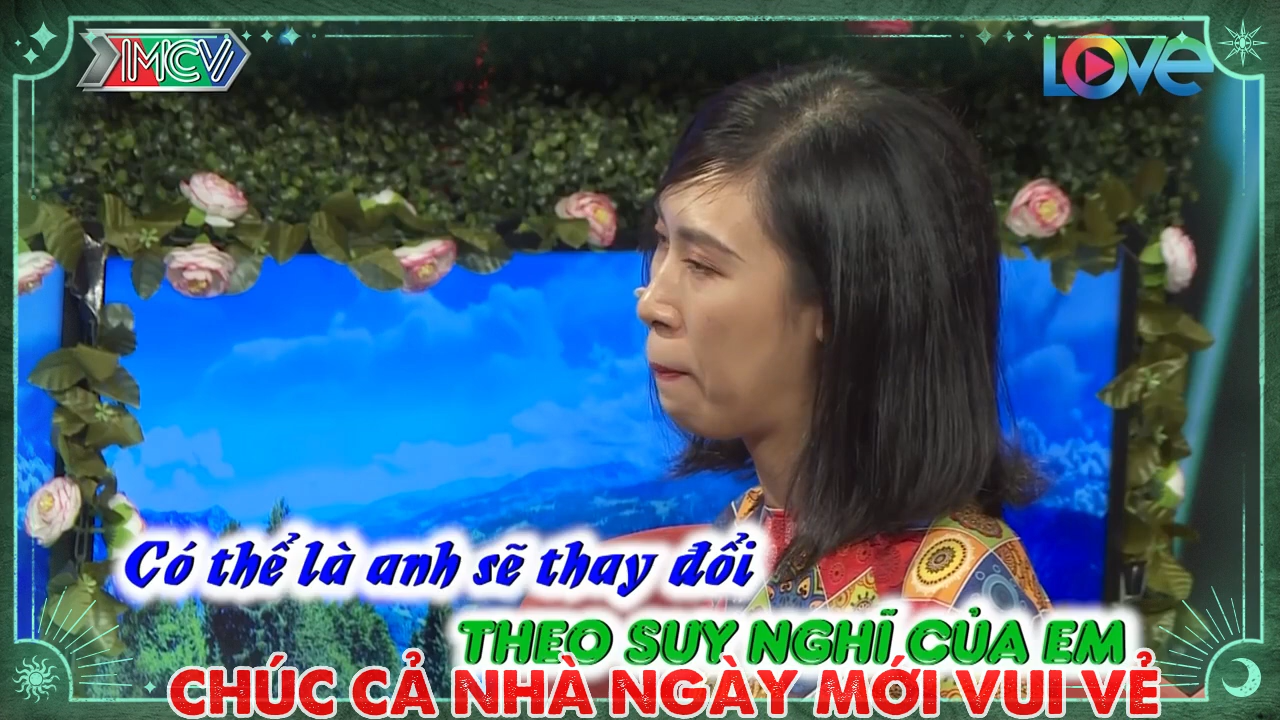 MCV
LOVE
Có thể là anh sẽ thay đổi
THEO SUY NGHĨ CỦA EM
CHÚC CẢ NHÀ NGÀY MỚI VUI VẺ